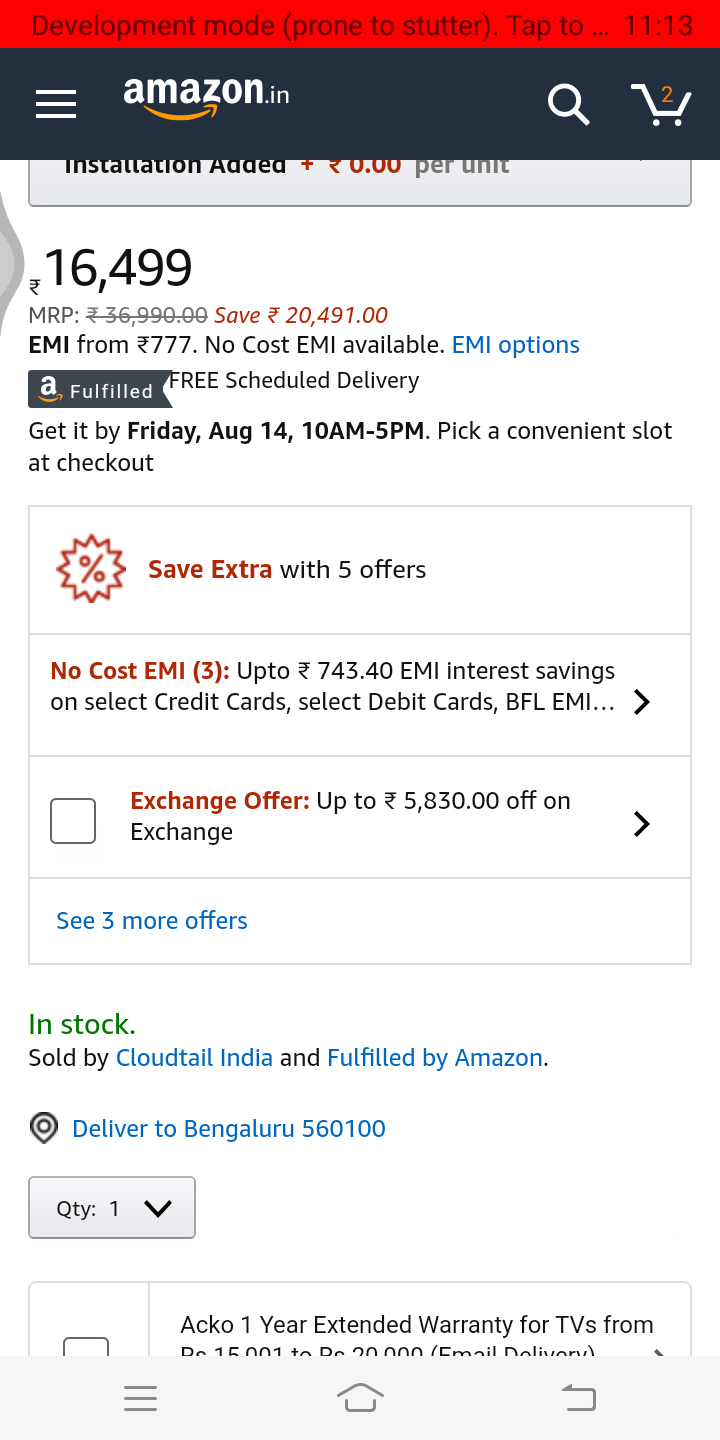 Development mode (prone to stutter). Tap to ... 11:13
amazon.in
2
Installation Added + ₹ 0.00 per unit
₹16,499
MRP: ₹ 36,990.00 Save ₹ 20,491.00
EMI from ₹777. No Cost EMI available. EMI options
a Fulfilled FREE Scheduled Delivery
Get it by Friday, Aug 14, 10AM-5PM. Pick a convenient slot
at checkout
% Save Extra with 5 offers
No Cost EMI (3): Upto ₹ 743.40 EMI interest savings
on select Credit Cards, select Debit Cards, BFL EMI...
Exchange Offer: Up to ₹ 5,830.00 off on
Exchange
See 3 more offers
In stock.
Sold by Cloudtail India and Fulfilled by Amazon.
Deliver to Bengaluru 560100
Qty: 1
Acko 1 Year Extended Warranty for TVs from
Rs 15,001 to Rs 20,000 (Email Delivery)